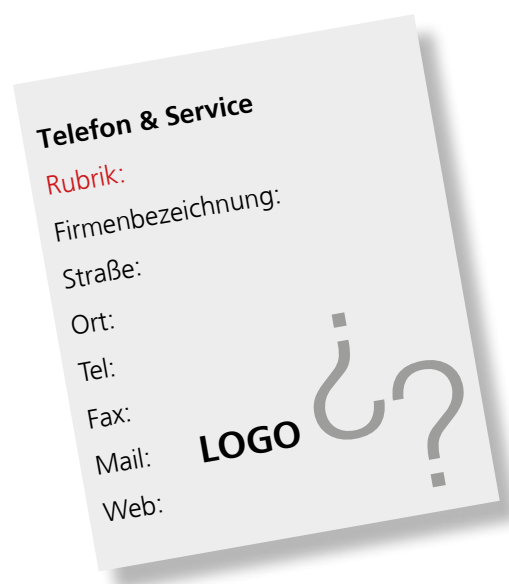 Telefon & Service
Rubrik:
Firmenbezeichnung:
Straße:
Ort:
Tel:
Fax:
Mail:
LOGO
Web:
¿?